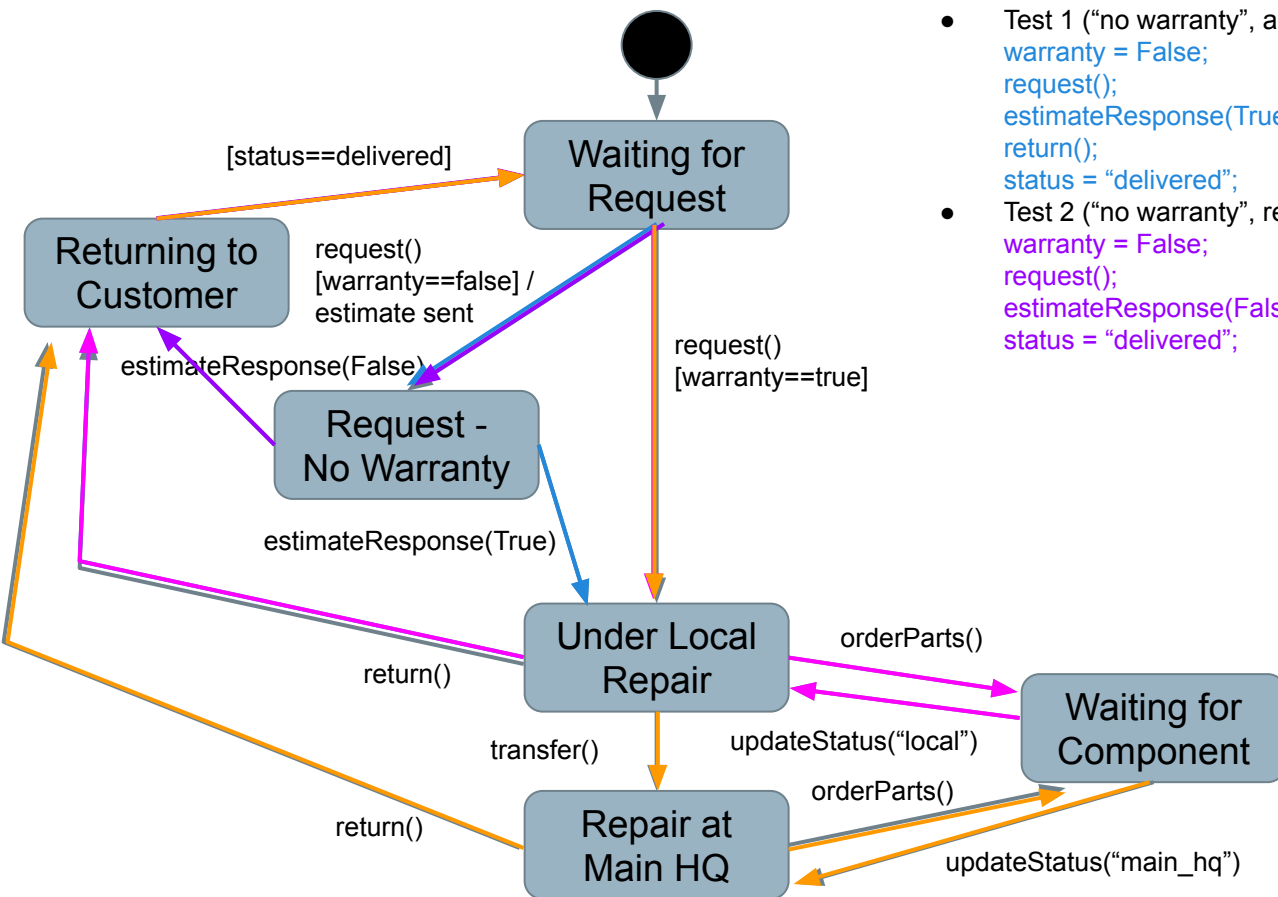 ● Test 1 (“no warranty”, a
warranty = False;
request();
estimateResponse(True
return();
status = “delivered”;
● Test 2 (“no warranty”, re
warranty = False;
request();
estimateResponse(Fals
status = “delivered”;
[status==delivered]
Waiting for
Request
Returning to
Customer
request()
[warranty==false] /
estimate sent
request()
[warranty==true]
estimateResponse(False)
Request -
No Warranty
estimateResponse(True)
Under Local
Repair
orderParts()
return()
Waiting for
Component
updateStatus(“local”)
transfer()
orderParts()
return()
Repair at
Main HQ
updateStatus(“main_hq”)